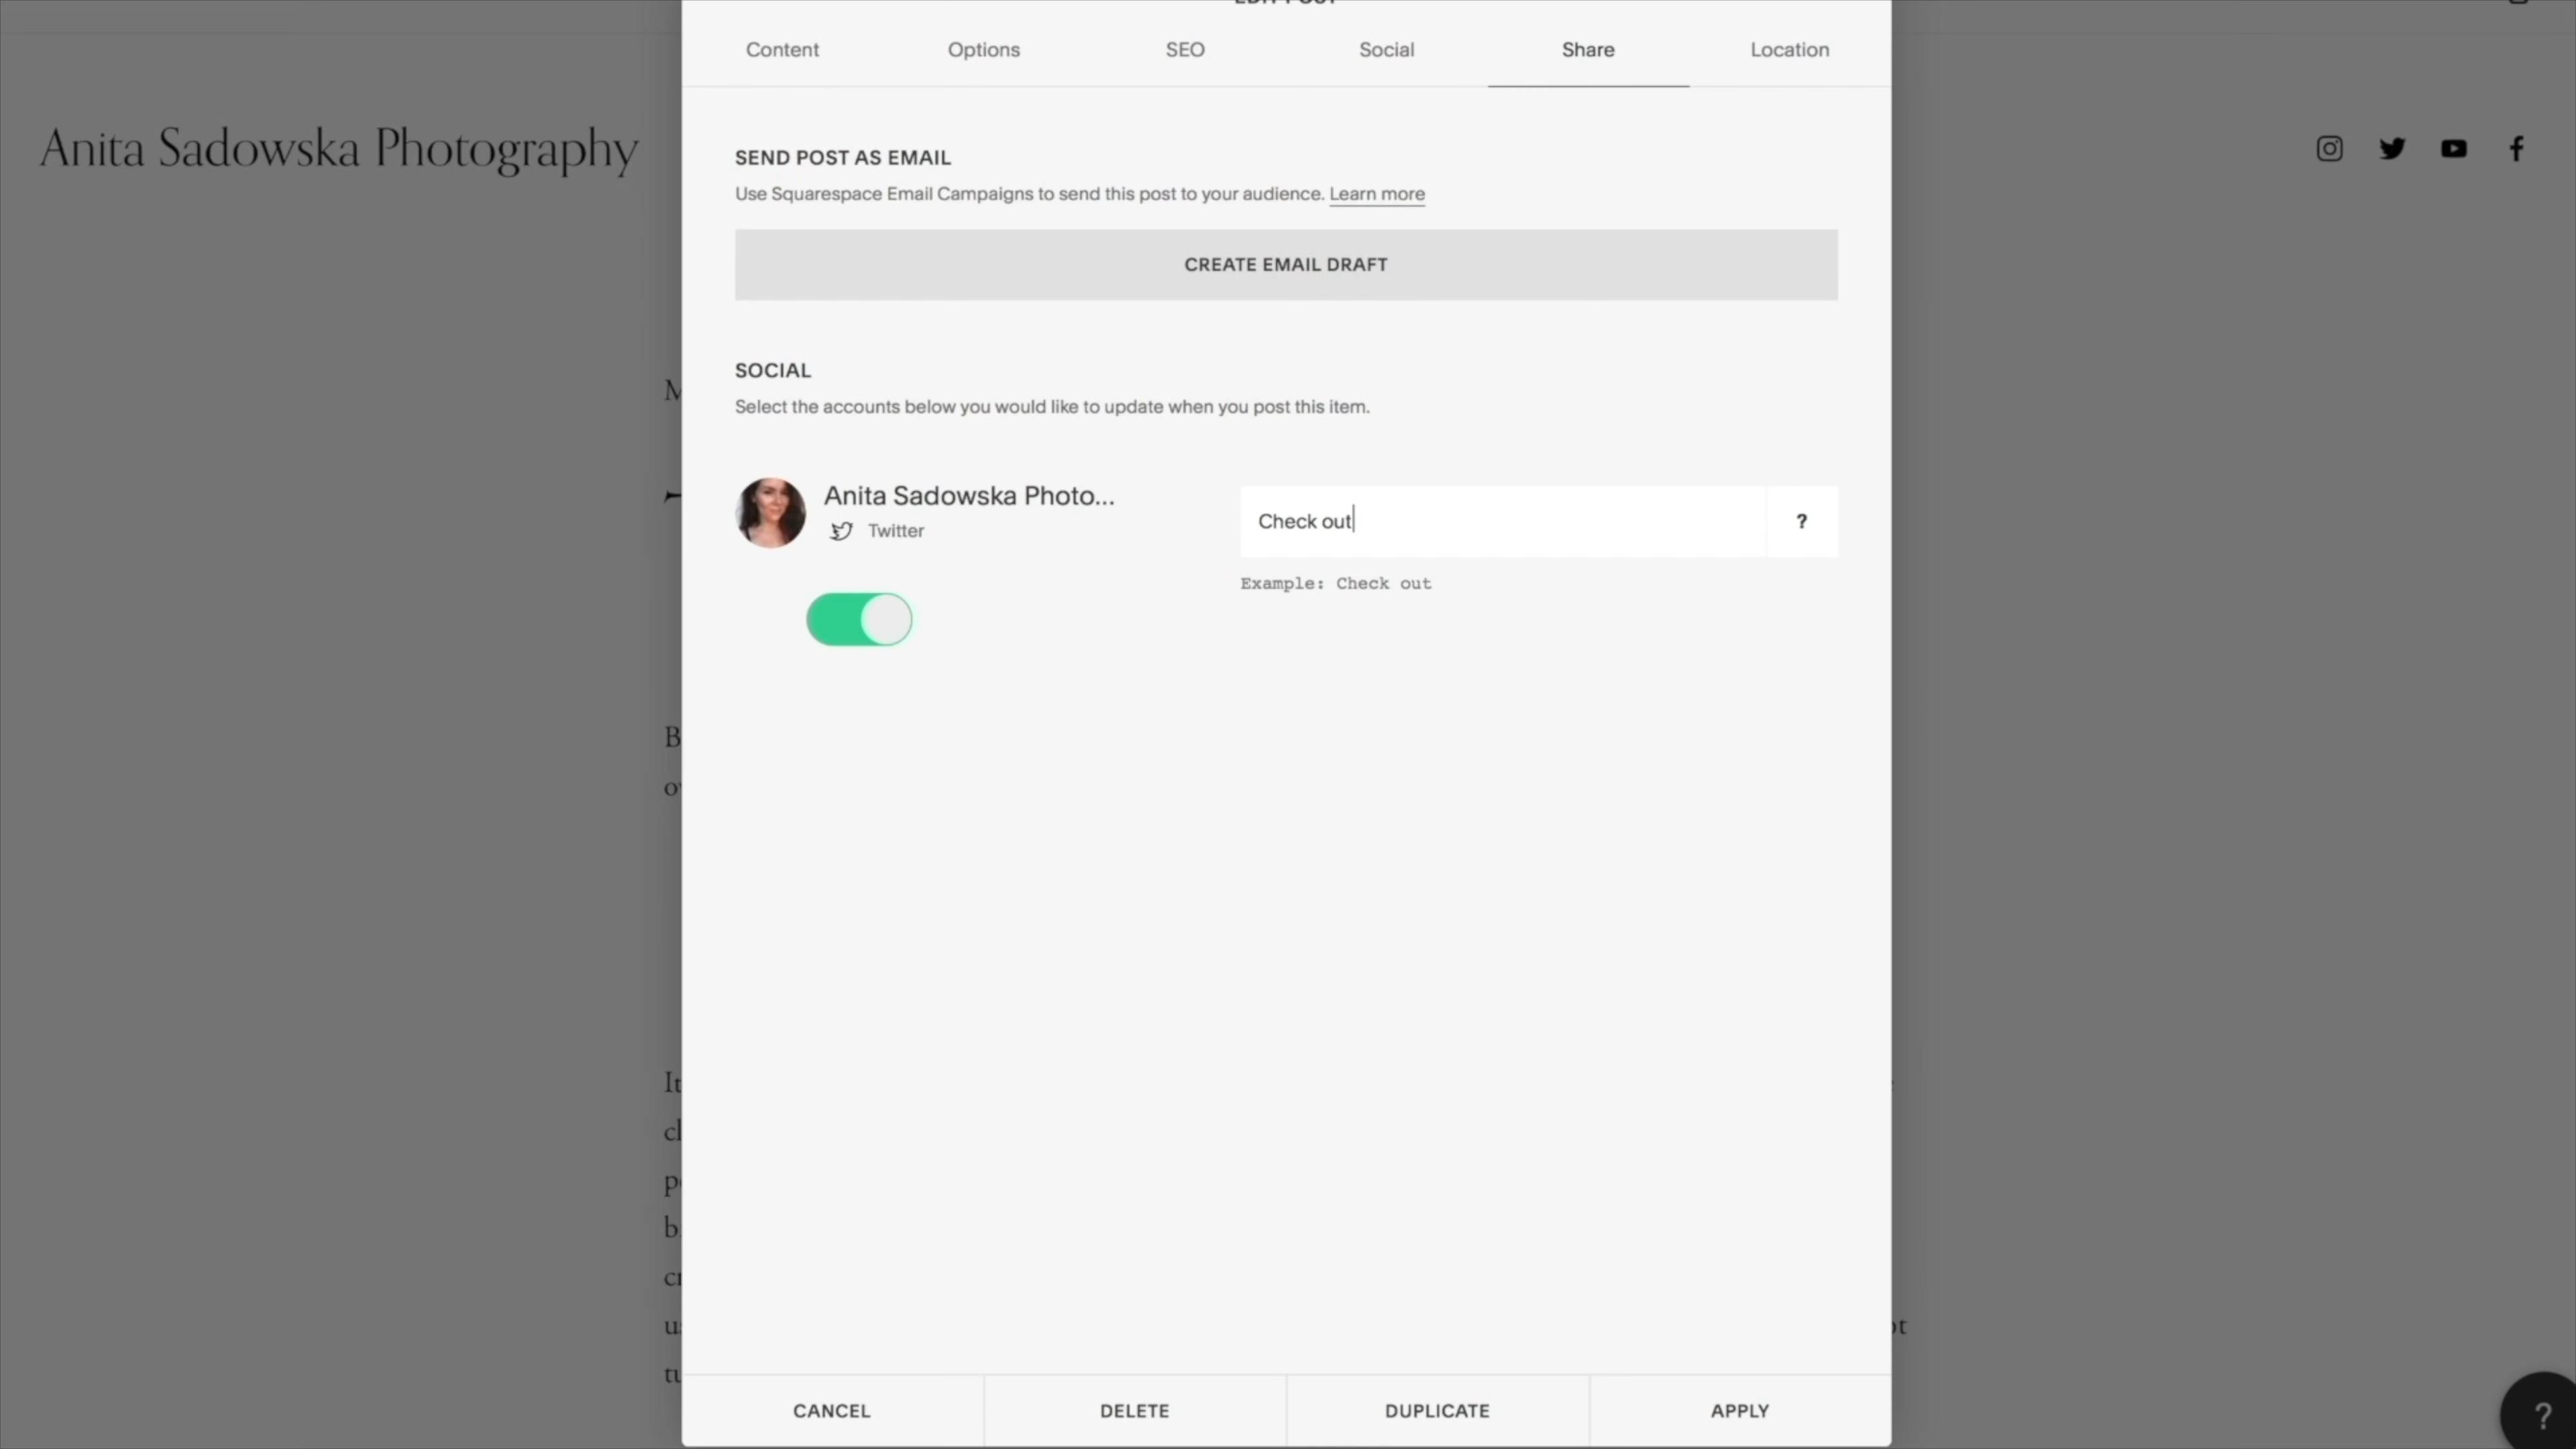 Content Options SEO Social Share Location
Anita Sadowska Photography
SEND POST AS EMAIL
Use Squarespace Email Campaigns to send this post to your audience. Learn more
CREATE EMAIL DRAFT
SOCIAL
Select the accounts below you would like to update when you post this item.
Anita Sadowska Photo...
Twitter
Check out
?
Example: Check out
CANCEL DELETE DUPLICATE APPLY
?